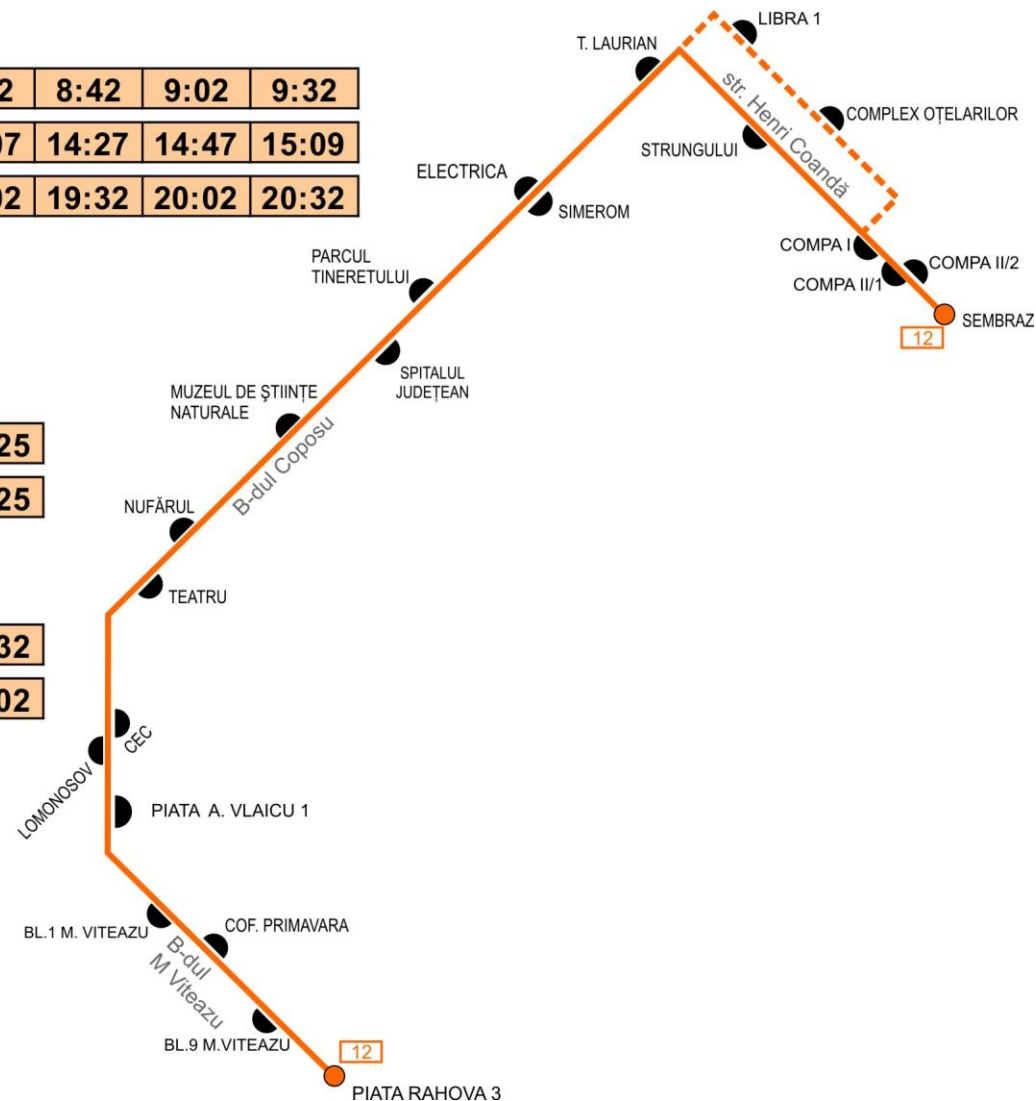 LIBRA 1
T. LAURIAN
8:42 9:02 9:32
str. Henri Coandă
COMPLEX OȚELARILOR
14:27 14:47 15:09
STRUNGULUI
ELECTRICA
19:32 20:02 20:32
SIMEROM
COMPA I
COMPA II/2
PARCUL
TINERETULUI
COMPA II/1
SEMBRAZ
12
SPITALUL
JUDEȚEAN
MUZEUL DE ŞTIINȚE
NATURALE
B-dul Coposu
25
25
NUFĂRUL
TEATRU
32
02
CEC
LOMONOSOV
PIATA A. VLAICU 1
BL.1 M. VITEAZU
COF. PRIMAVARA
B-dul
M Viteazu
BL.9 M.VITEAZU
12
PIATA RAHOVA 3